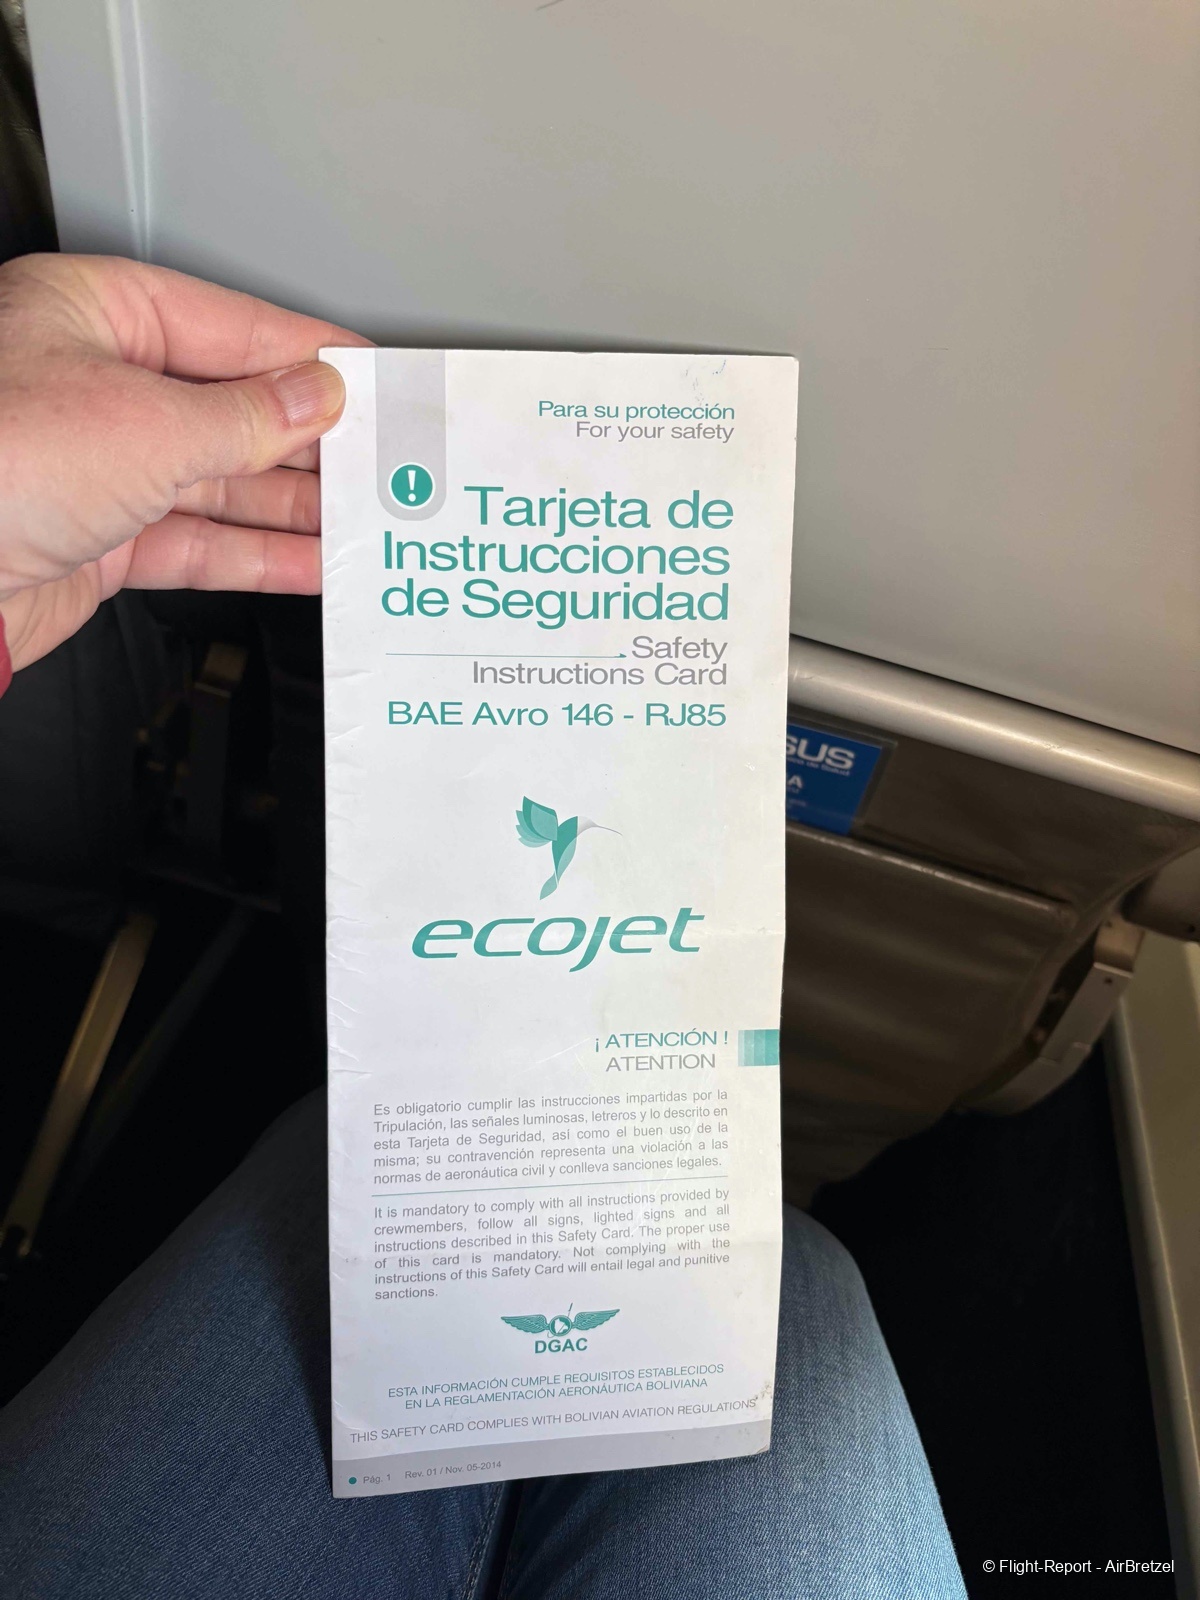 Para su protección
For your safety
!
Tarjeta de
Instrucciones
de Seguridad
Safety
Instructions Card
BAE Avro 146 - RJ85
SUS
A
ecojet
¡ ATENCIÓN !
ATENTION
Es obligatorio cumplir las instrucciones impartidas por la
Tripulación, las señales luminosas, letreros y lo descrito en
esta Tarjeta de Seguridad, asi como el buen uso de la
misma; su contravención representa una violación a las
normas de aeronáutica civil y conlleva sanciones legales.
It is mandatory to comply with all instructions provided by
crewmembers, follow all signs, lighted signs and all
instructions described in this Safety Card. The proper use
of this card is mandatory. Not complying with the
instructions of this Safety Card will entail legal and punitive
sanctions.
DGAC
ESTA INFORMACIÓN CUMPLE REQUISITOS ESTABLECIDOS
EN LA REGLAMENTACIÓN AERONÁUTICA BOLIVIANA
THIS SAFETY CARD COMPLIES WITH BOLIVIAN AVIATION REGULATIONS
Pág. 1 Rev. 01 / Nov. 05-2014
© Flight-Report - AirBretzel